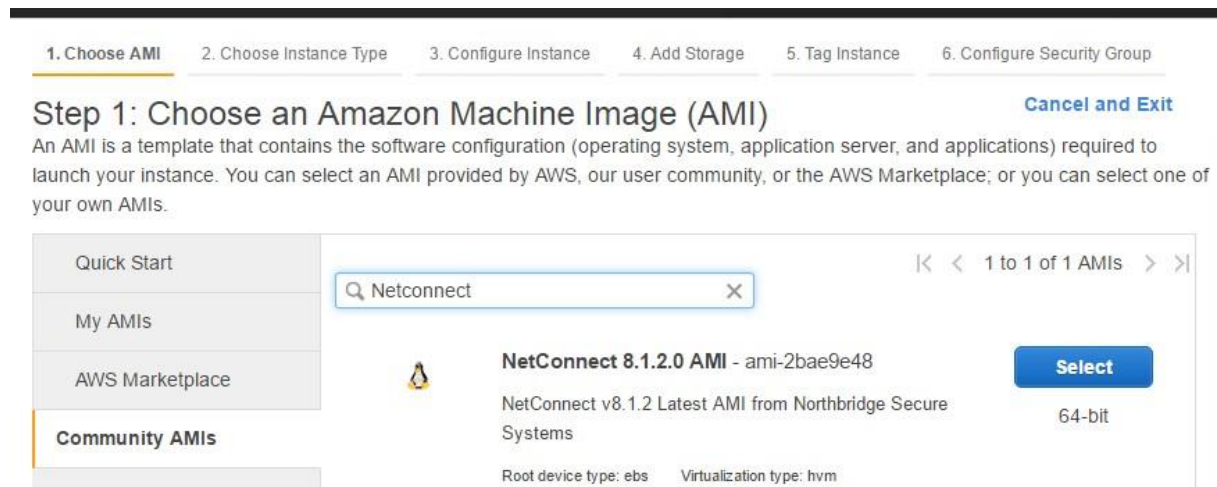 1. Choose AMI 2. Choose Instance Type 3. Configure Instance 4. Add Storage 5. Tag Instance 6. Configure Security Group
Step 1: Choose an Amazon Machine Image (AMI)
Cancel and Exit
An AMI is a template that contains the software configuration (operating system, application server, and applications) required to
launch your instance. You can select an AMI provided by AWS, our user community, or the AWS Marketplace; or you can select one of
your own AMIs.
Quick Start
My AMIs
AWS Marketplace
Community AMIs
1 to 1 of 1 AMIs
Netconnect
NetConnect 8.1.2.0 AMI - ami-2bae9e48
Select
NetConnect v8.1.2 Latest AMI from Northbridge Secure
Systems
64-bit
Root device type: ebs Virtualization type: hvm